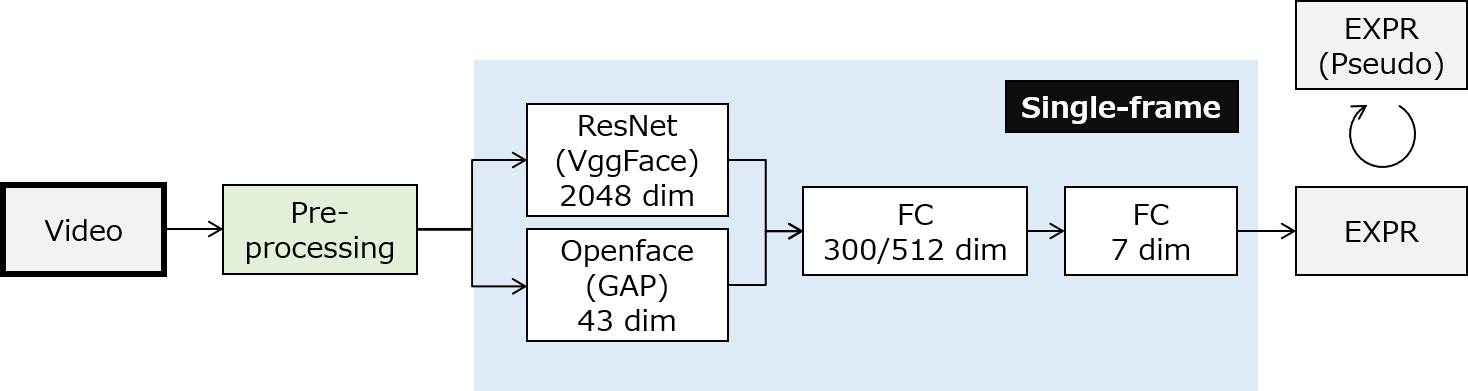 Video
Pre-
processing
ResNet
(VggFace)
2048 dim
Openface
(GAP)
43 dim
Single-frame
FC
300/512 dim
FC
7 dim
EXPR
(Pseudo)
EXPR